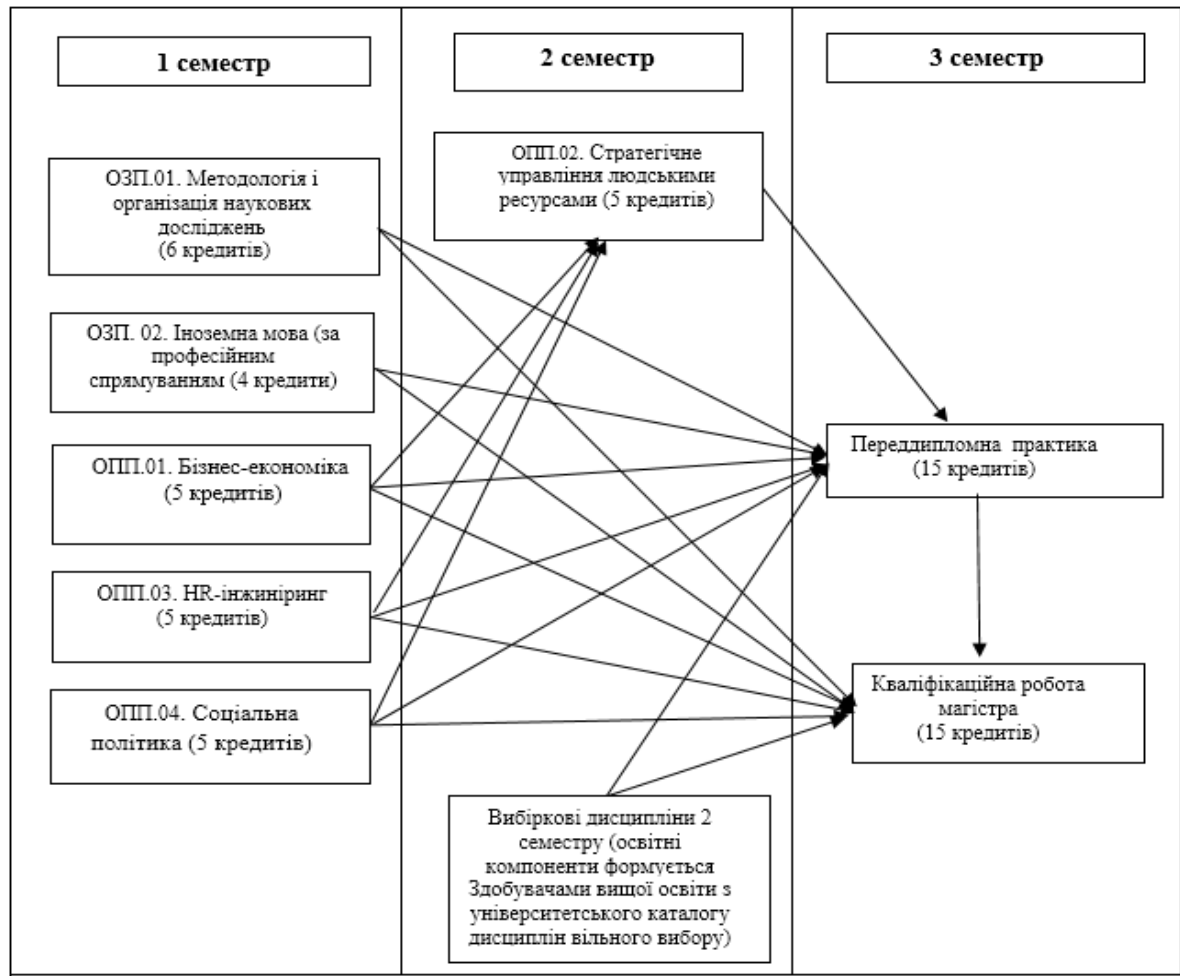 1 семестр
2 семестр
3 семестр
ОЗП.01. Методологія і
організація наукових
досліджень
(6 кредитів)
ОЗП. 02. Іноземна мова (за
професійним
спрямуванням (4 кредити)
ОПП.01. Бізнес-економіка
(5 кредитів)
ОПП.03. HR-інжиніринг
(5 кредитів)
ОПП.04. Соціальна
політика (5 кредитів)
ОПП.02. Стратегічне
управління людськими
ресурсами (5 кредитів)
Вибіркові дисципліни 2
семестру (освітні
компоненти формується
Здобувачами вищої освіти з
університетського каталогу
дисциплін вільного вибору)
Переддипломна практика
(15 кредитів)
Кваліфікаційна робота
магістра
(15 кредитів)